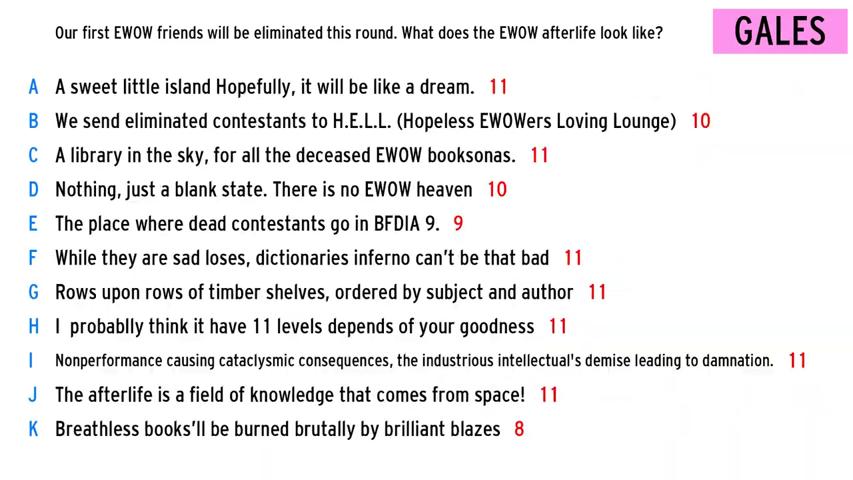 Our first EWOW friends will be eliminated this round. What does the EWOW afterlife look like?
GALES
A A sweet little island Hopefully, it will be like a dream. 11
B We send eliminated contestants to H.E.L.L. (Hopeless EWOWers Loving Lounge) 10
C A library in the sky, for all the deceased EWOW booksonas. 11
D Nothing, just a blank state. There is no EWOW heaven 10
E The place where dead contestants go in BFDIA 9. 9
F While they are sad loses, dictionaries inferno can't be that bad 11
G Rows upon rows of timber shelves, ordered by subject and author 11
H I probablly think it have 11 levels depends of your goodness 11
I Nonperformance causing cataclysmic consequences, the industrious intellectual's demise leading to damnation. 11
J The afterlife is a field of knowledge that comes from space! 11
K Breathless books'll be burned brutally by brilliant blazes 8